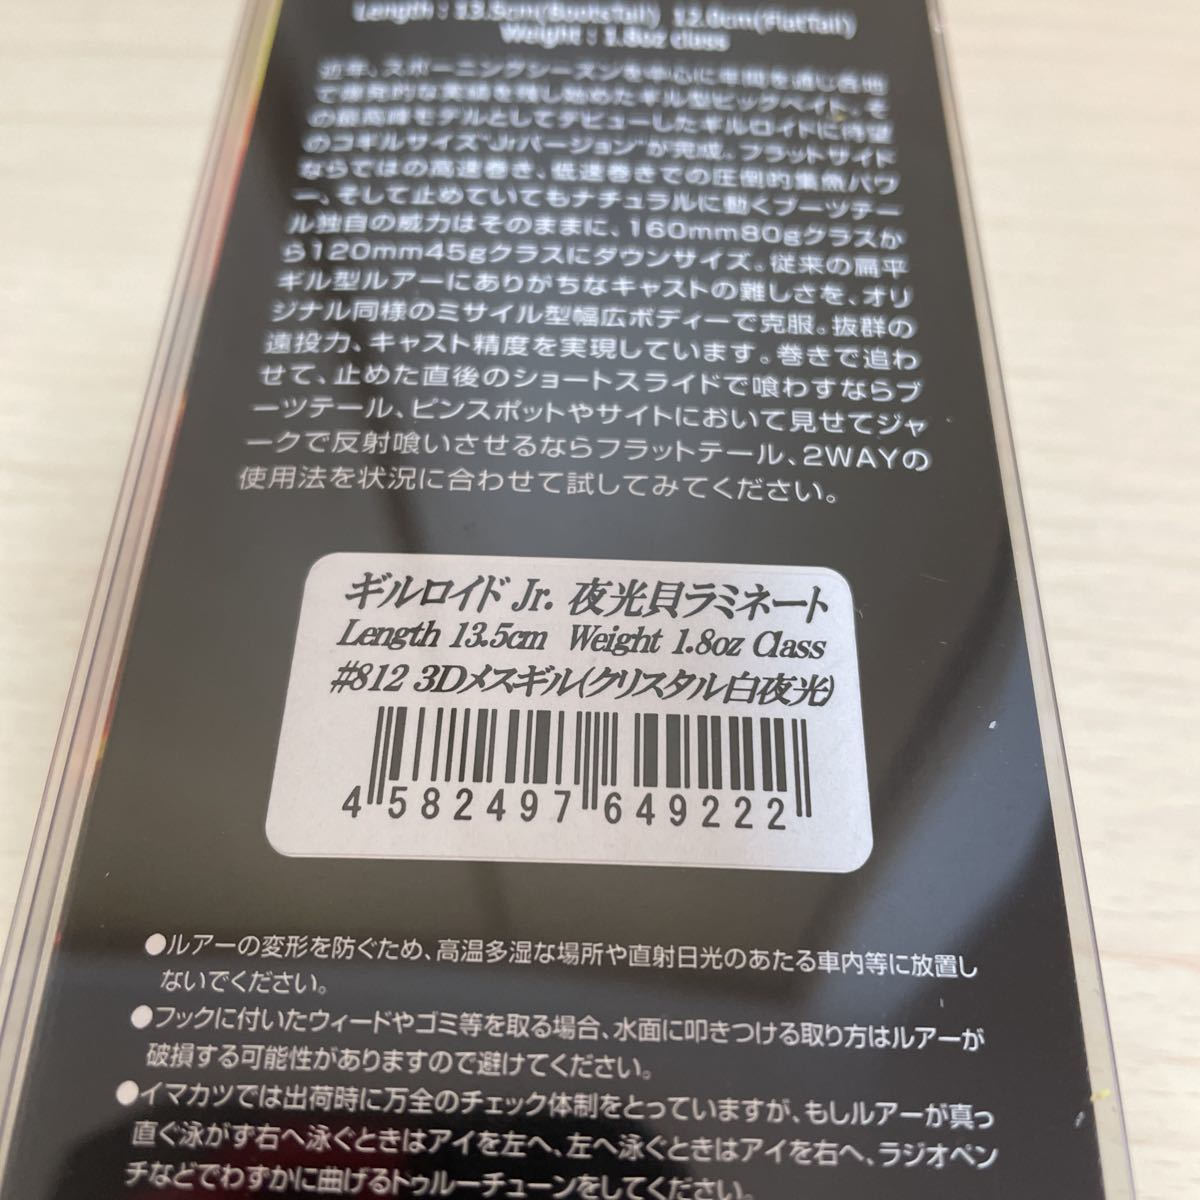 Length : 13.5cm(BootsTail) 12.0cm(FlatTail)
Weight : 1.8oz class
近年、スポーニングシーズンを中心に年間を通じ各地
で爆発的な実績を残し始めたギル型ビッグベイト、そ
の最高峰モデルとしてデビューしたギルロイドに待望
のコギルサイズ"Jrバージョン"が完成。フラットサイド
ならではの高速巻き、低速巻きでの圧倒的集魚パワ
ー、そして止めていてもナチュラルに動くブーツテー
ル独自の威力はそのままに、160mm80gクラスか
ら120mm45gクラスにダウンサイズ。従来の扁平
ギル型ルアーにありがちなキャストの難しさを、オリ
ジナル同様のミサイル型幅広ボディーで克服。抜群の
遠投力、キャスト精度を実現しています。巻きで追わ
せて、止めた直後のショートスライドで喰わすならブ
ーツテール、ピンスポットやサイトにおいて見せてジャ
ークで反射喰いさせるならフラットテール、2WAYの
使用法を状況に合わせて試してみてください。
ギルロイド Jr. 夜光貝ラミネート
Length 13.5cm Weight 1.8oz Class
#812 3Dメスギル(クリスタル白夜光)
4 582497 649222
●ルアーの変形を防ぐため、高温多湿な場所や直射日光のあたる車内等に放置し
ないでください。
●フックに付いたウィードやゴミ等を取る場合、水面に叩きつける取り方はルアーが
破損する可能性がありますので避けてください。
●イマカツでは出荷時に万全のチェック体制をとっていますが、もしルアーが真っ
直ぐ泳がず右へ泳ぐときはアイを左へ、左へ泳ぐときはアイを右へ、ラジオペン
チなどでわずかに曲げるトゥルーチューンをしてください。